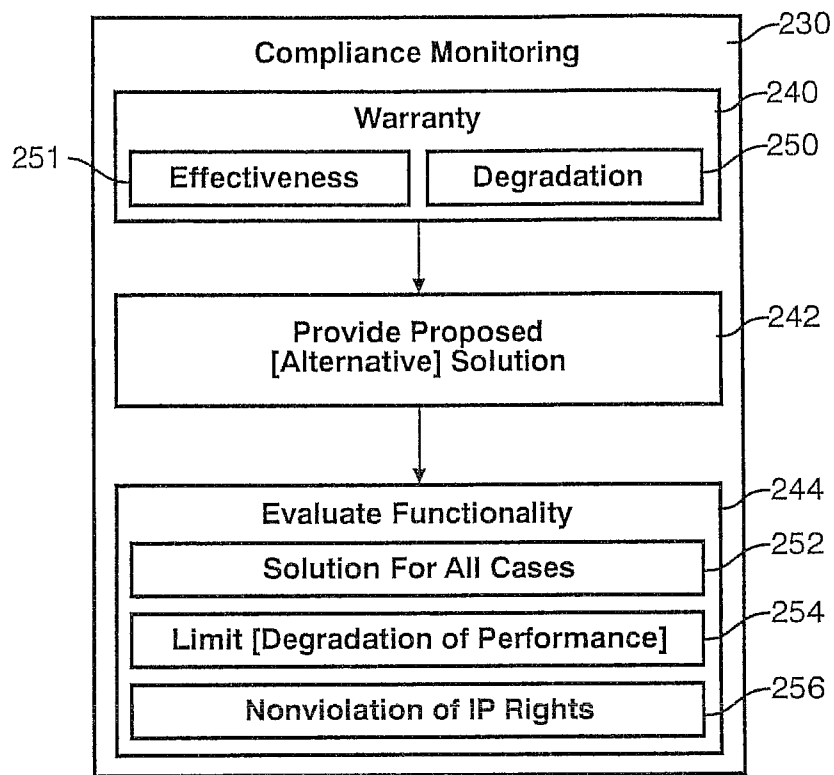 230
Compliance Monitoring
240
Warranty
250
251
Effectiveness
Degradation
242
Provide Proposed
[Alternative] Solution
244
Evaluate Functionality
252
Solution For All Cases
254
Limit [Degradation of Performance]
256
Nonviolation of IP Rights